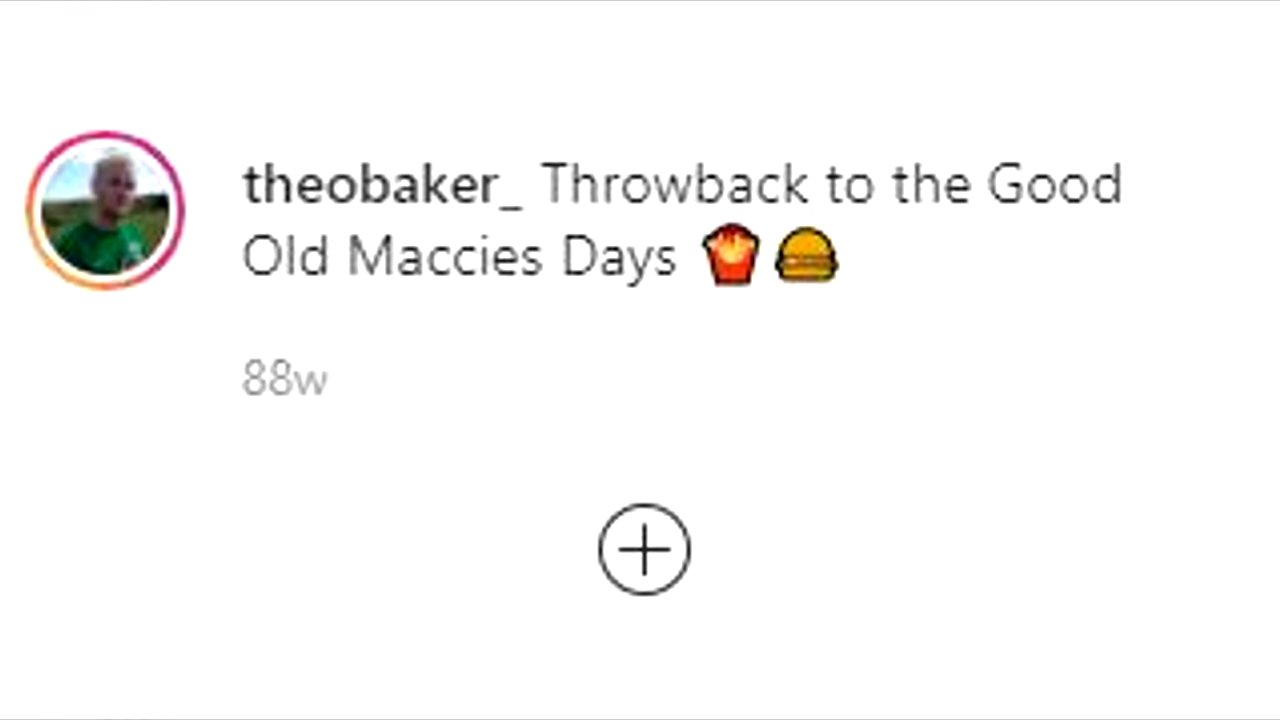 theobaker_ Throwback to the Good
Old Maccies Days 🍟🍔
88w